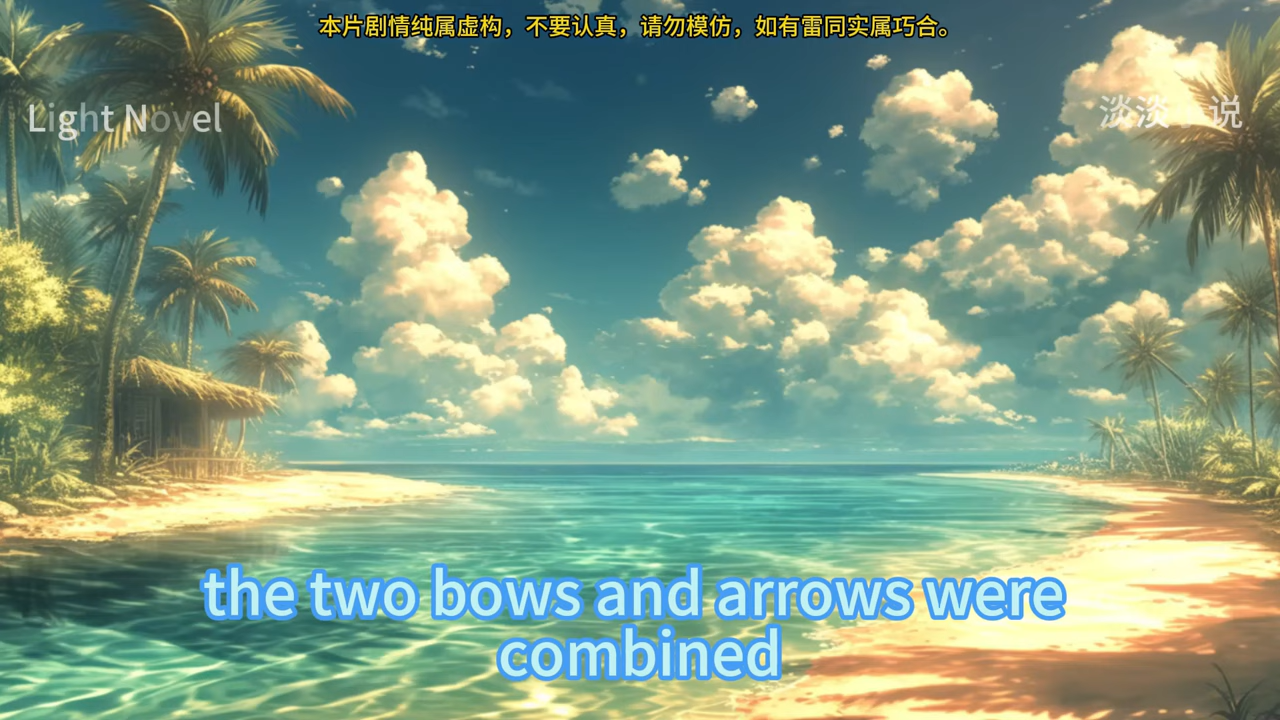 本片剧情纯属虚构，不要认真，请勿模仿，如有雷同实属巧合。
Light Novel
淡淡小说
the two bows and arrows were
combined